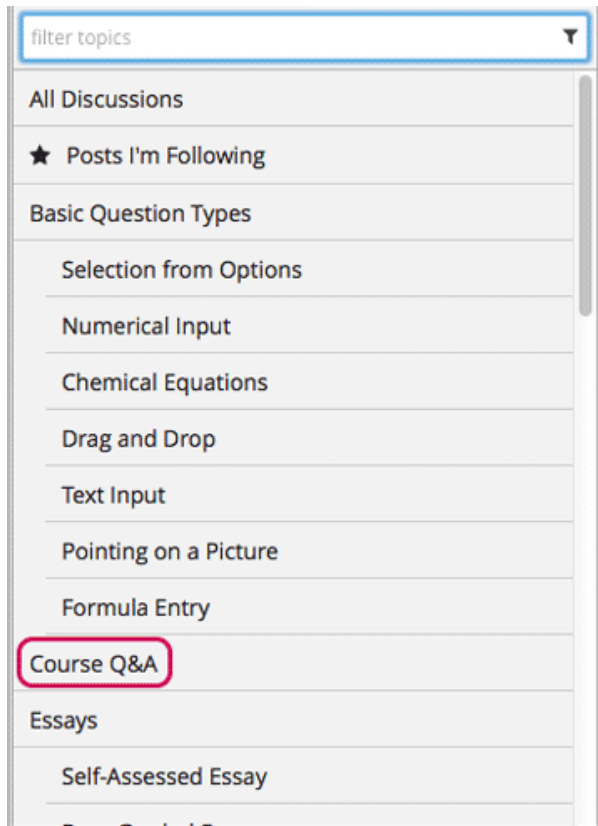 filter topics
All Discussions
Posts I'm Following
Basic Question Types
Selection from Options
Numerical Input
Chemical Equations
Drag and Drop
Text Input
Pointing on a Picture
Formula Entry
Course Q&A
Essays
Self-Assessed Essay